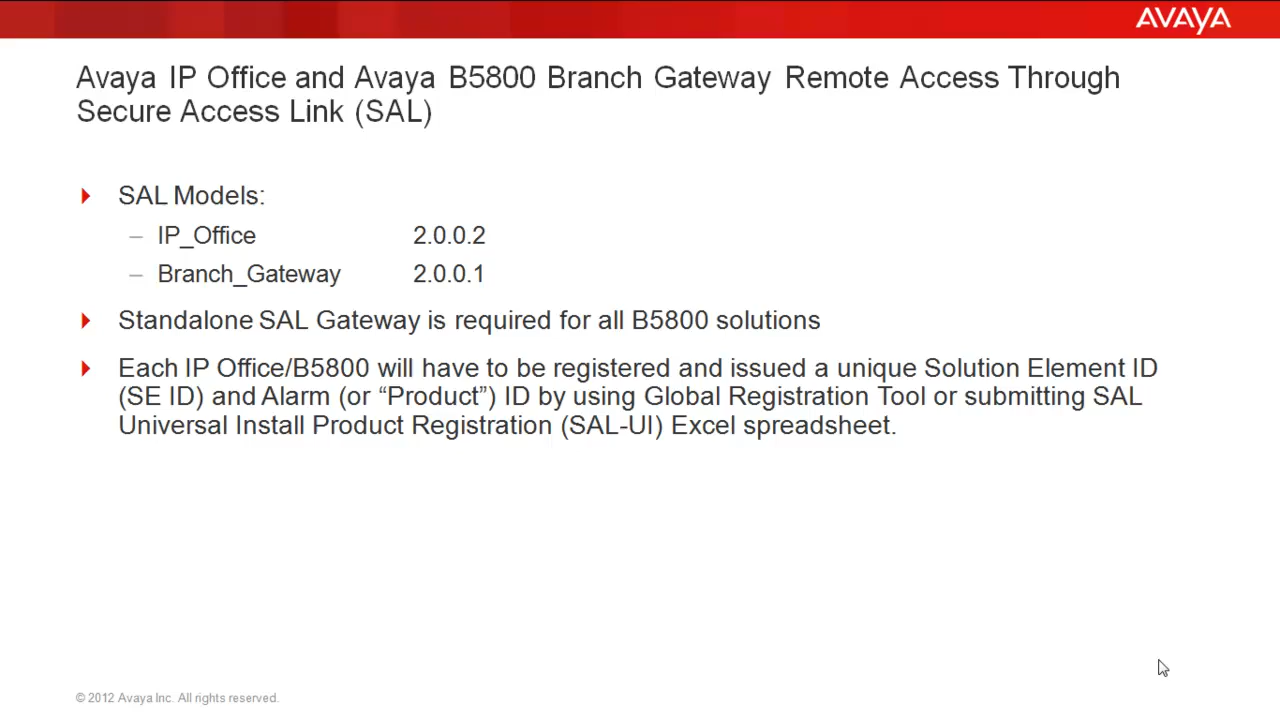 AVAYA
Avaya IP Office and Avaya B5800 Branch Gateway Remote Access Through
Secure Access Link (SAL)
SAL Models:
– IP_Office 2.0.0.2
– Branch_Gateway 2.0.0.1
Standalone SAL Gateway is required for all B5800 solutions
Each IP Office/B5800 will have to be registered and issued a unique Solution Element ID
(SE ID) and Alarm (or “Product”) ID by using Global Registration Tool or submitting SAL
Universal Install Product Registration (SAL-UI) Excel spreadsheet.
© 2012 Avaya Inc. All rights reserved.